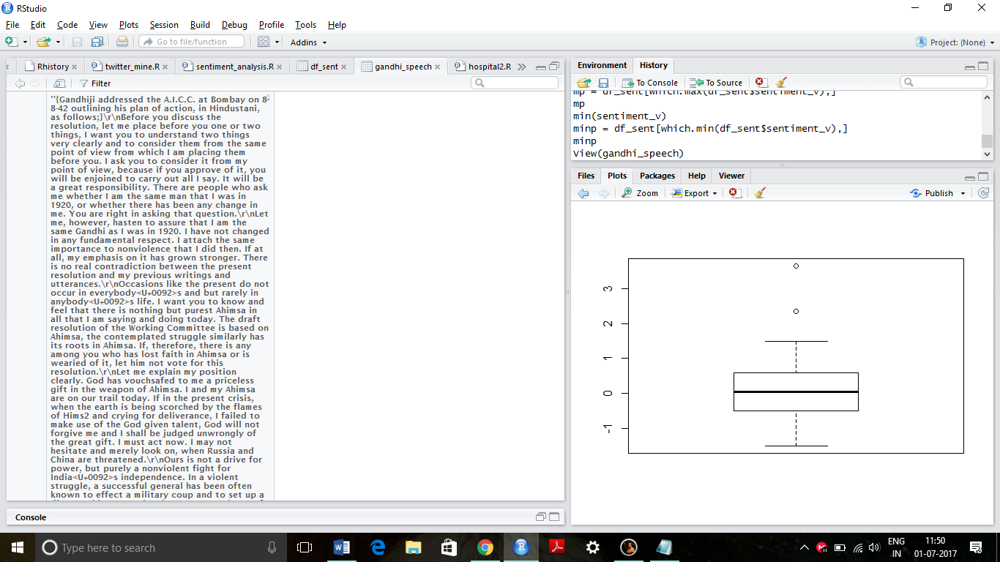 RStudio
File Edit Code View Plots Session Build Debug Profile Tools Help
Go to file/function Addins Project: (None)
Rhistory twitter_mine.R sentiment_analysis.R df_sent gandhi_speech hospital2.R
Filter
"{Gandhiji addressed the A.I.C.C. at Bombay on 8-
8-42 outlining his plan of action, in Hindustani,
as follows;}\r\nBefore you discuss the
resolution, let me place before you one or two
things, I want you to understand two things
very clearly and to consider them from the same
point of view from which I am placing them
before you. I ask you to consider it from my
point of view, because if you approve of it, you
will be enjoined to carry out all I say. It will be
a great responsibility. There are people who ask
me whether I am the same man that I was in
1920, or whether there has been any change in
me. You are right in asking that question.\r\nLet
me, however, hasten to assure that I am the
same Gandhi as I was in 1920. I have not changed
in any fundamental respect. I attach the same
importance to nonviolence that I did then. If at
all, my emphasis on it has grown stronger. There
is no real contradiction between the present
resolution and my previous writings and
utterances.\r\nOccasions like the present do not
occur in everybody<U+0092>s and but rarely in
anybody<U+0092>s life. I want you to know and
feel that there is nothing but purest Ahimsa in
all that I am saying and doing today. The draft
resolution of the Working Committee is based on
Ahimsa, the contemplated struggle similarly has
its roots in Ahimsa. If, therefore, there is any
among you who has lost faith in Ahimsa or is
wearied of it, let him not vote for this
resolution.\r\nLet me explain my position
clearly. God has vouchsafed to me a priceless
gift in the weapon of Ahimsa. I and my Ahimsa
are on our trail today. If in the present crisis,
when the earth is being scorched by the flames
of Hims2 and crying for deliverance, I failed to
make use of the God given talent, God will not
forgive me and I shall be judged unwrongly of
the great gift. I must act now. I may not
hesitate and merely look on, when Russia and
China are threatened.\r\nOurs is not a drive for
power, but purely a nonviolent fight for
India<U+0092>s independence. In a violent
struggle, a successful general has been often
known to effect a military coup and to set up a
Console
Environment History
To Console To Source
mp = df_sent[which.max(df_sent$sentiment_v),]
mp
min(sentiment_v)
minp = df_sent[which.min(df_sent$sentiment_v),]
minp
View(gandhi_speech)
Files Plots Packages Help Viewer
Zoom Export Publish
3
2
1
0
-1
Type here to search
ENG
IN
11:50
01-07-2017